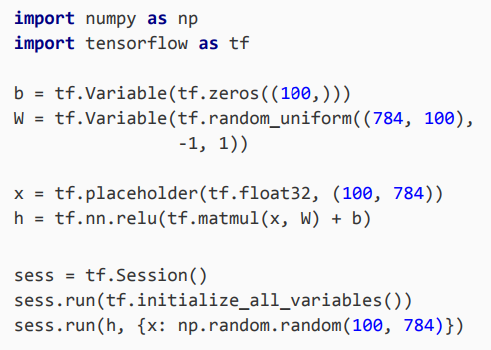 import numpy as np
import tensorflow as tf
b = tf.Variable(tf.zeros((100,)))
W = tf.Variable(tf.random_uniform((784, 100),
-1, 1))
x = tf.placeholder(tf.float32, (100, 784))
h = tf.nn.relu(tf.matmul(x, W) + b)
sess = tf.Session()
sess.run(tf.initialize_all_variables())
sess.run(h, {x: np.random.random(100, 784)})